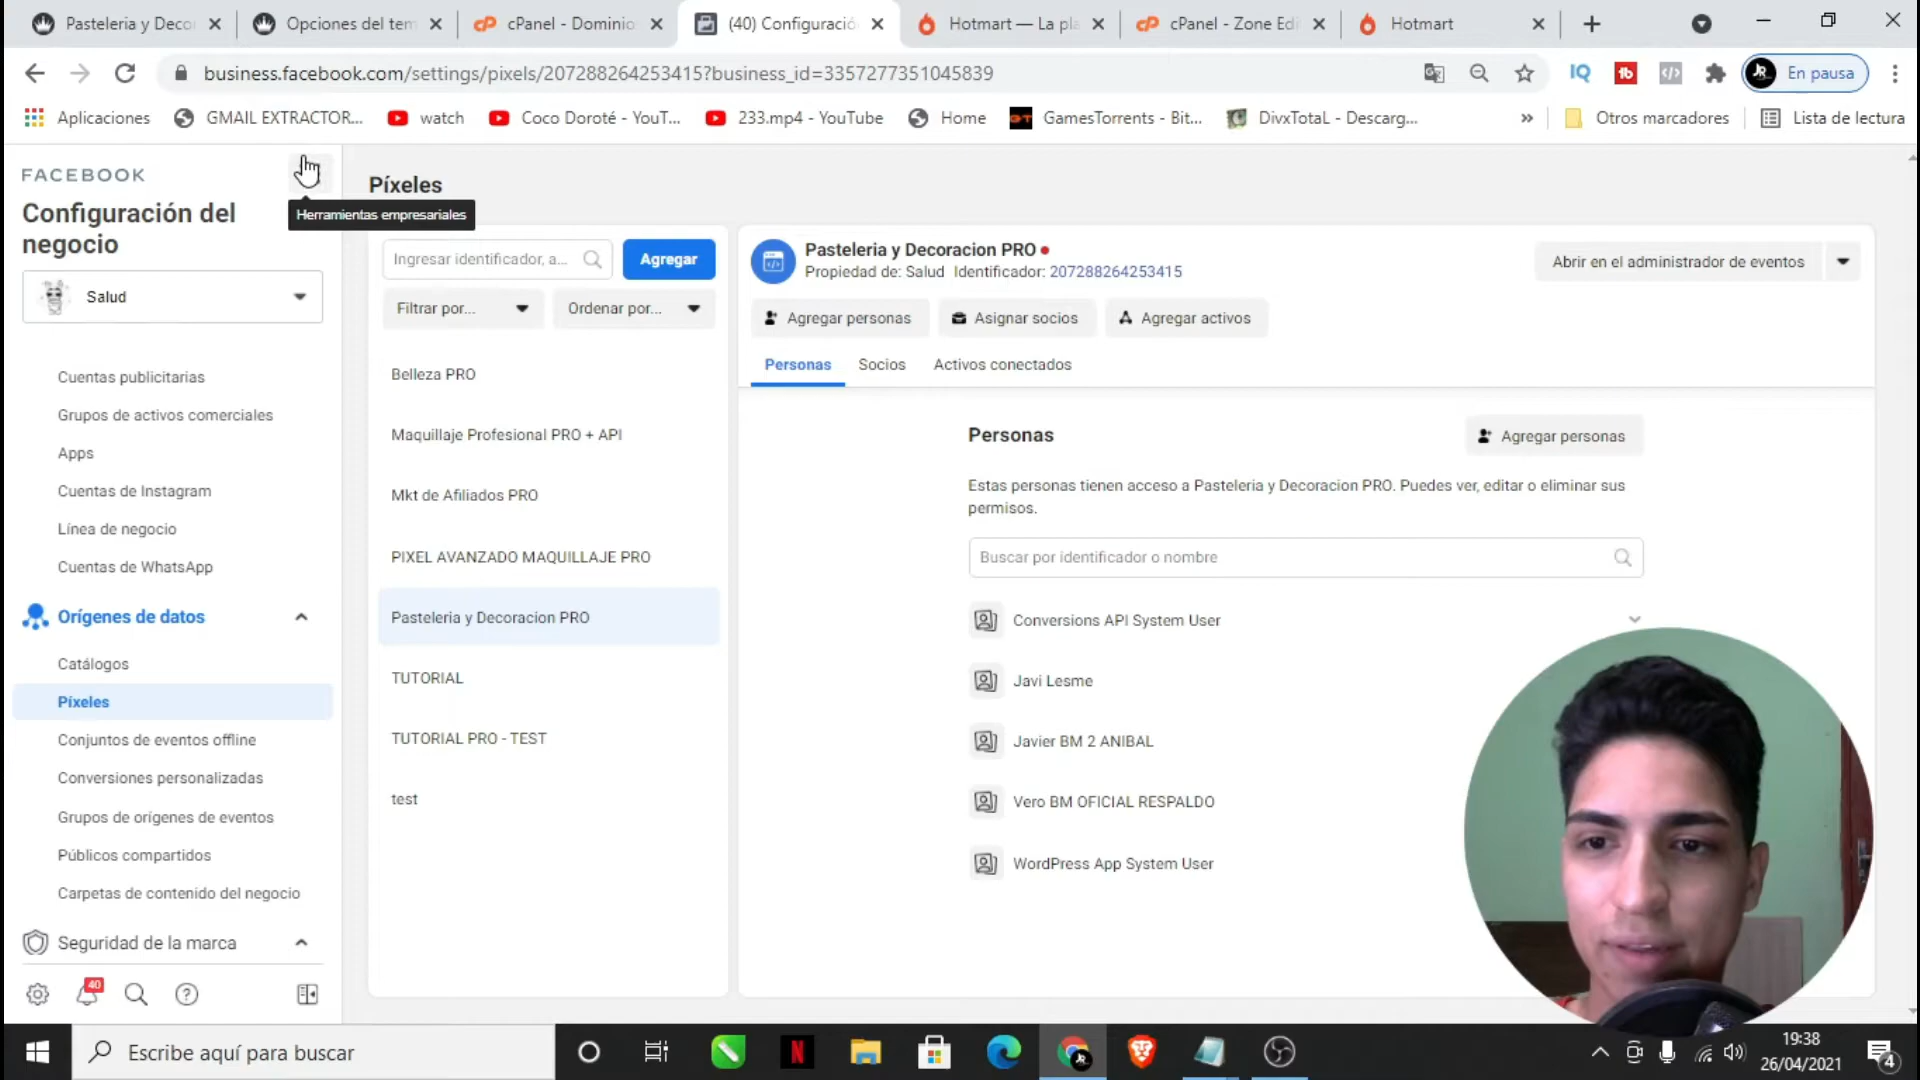 Pasteleria y Deco
Opciones del tem
cPanel - Dominio
(40) Configuració
Hotmart — La pla
cPanel - Zone Edi
Hotmart
business.facebook.com/settings/pixels/207288264253415?business_id=3357277351045839
En pausa
Aplicaciones
GMAIL EXTRACTOR...
watch
Coco Doroté - YouT...
233.mp4 - YouTube
Home
GamesTorrents - Bit...
DivxTotaL - Descarg...
»
Otros marcadores
Lista de lectura
FACEBOOK
Configuración del
negocio
Herramientas empresariales
Salud
Cuentas publicitarias
Grupos de activos comerciales
Apps
Cuentas de Instagram
Línea de negocio
Cuentas de WhatsApp
Orígenes de datos
Catálogos
Píxeles
Conjuntos de eventos offline
Conversiones personalizadas
Grupos de orígenes de eventos
Públicos compartidos
Carpetas de contenido del negocio
Seguridad de la marca
40
Píxeles
Ingresar identificador, a...
Agregar
Filtrar por...
Ordenar por...
Belleza PRO
Maquillaje Profesional PRO + API
Mkt de Afiliados PRO
PIXEL AVANZADO MAQUILLAJE PRO
Pasteleria y Decoracion PRO
TUTORIAL
TUTORIAL PRO - TEST
test
Pasteleria y Decoracion PRO
Propiedad de: Salud Identificador: 207288264253415
Abrir en el administrador de eventos
Agregar personas
Asignar socios
Agregar activos
Personas
Socios
Activos conectados
Personas
Agregar personas
Estas personas tienen acceso a Pasteleria y Decoracion PRO. Puedes ver, editar o eliminar sus
permisos.
Buscar por identificador o nombre
Conversions API System User
Javi Lesme
Javier BM 2 ANIBAL
Vero BM OFICIAL RESPALDO
WordPress App System User
Escribe aquí para buscar
19:38
26/04/2021
4